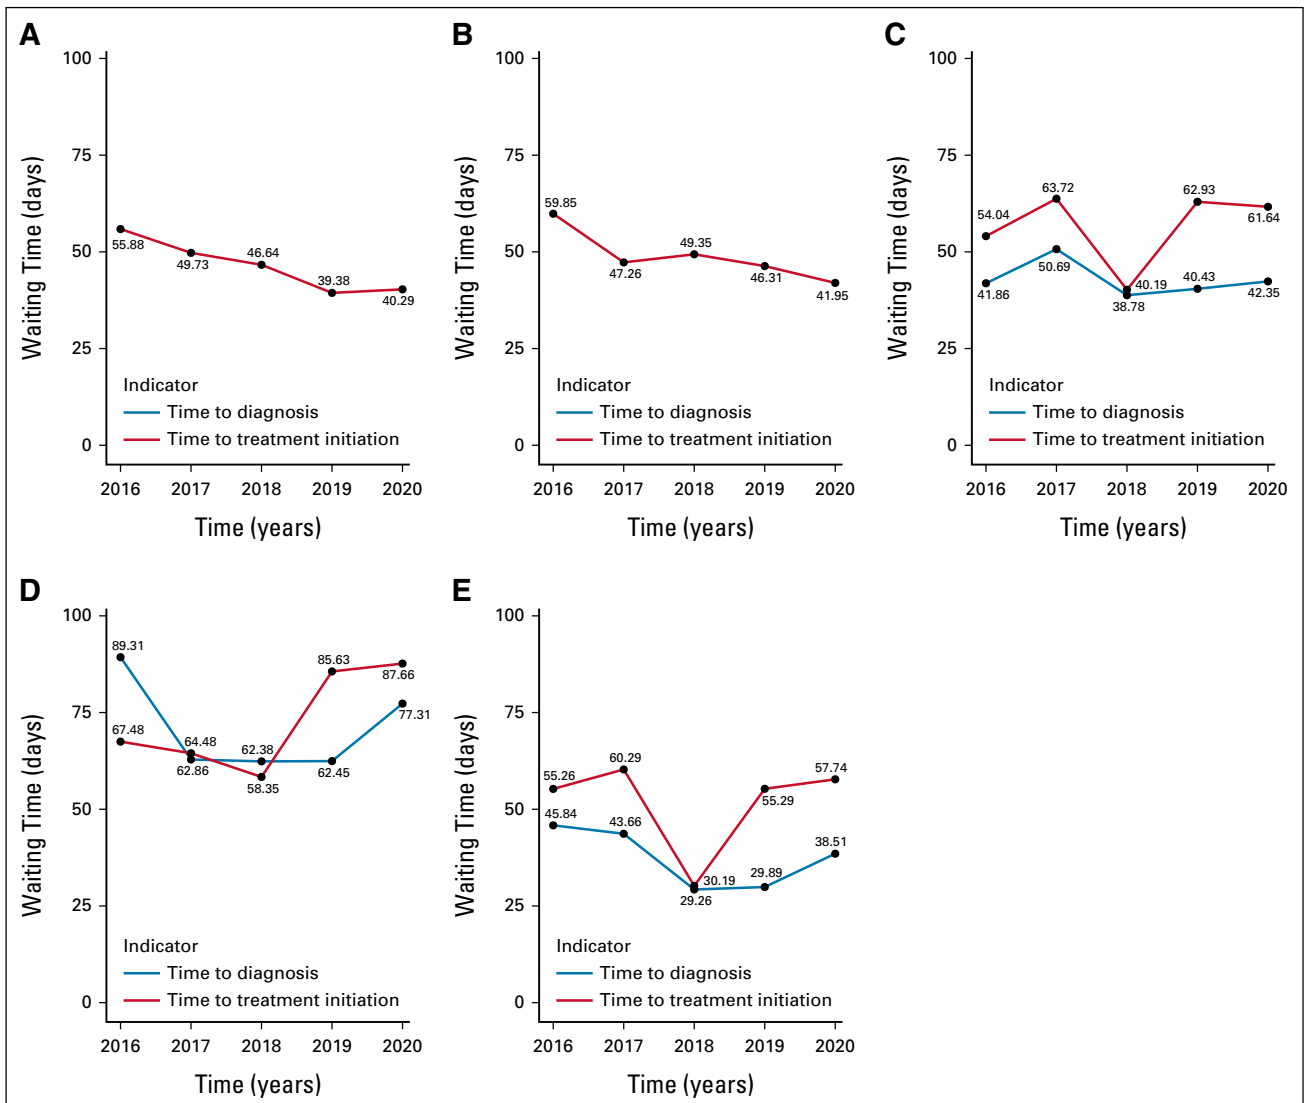 A
Waiting Time (days)
100
75
50
25
0
55.88
49.73
46.64
39.38
40.29
Indicator
Time to diagnosis
Time to treatment initiation
2016 2017 2018 2019 2020
Time (years)
B
Waiting Time (days)
100
75
50
25
0
59.85
47.26
49.35
46.31
41.95
Indicator
Time to diagnosis
Time to treatment initiation
2016 2017 2018 2019 2020
Time (years)
C
Waiting Time (days)
100
75
50
25
0
54.04
63.72
40.19
62.93
61.64
41.86
50.69
38.78
40.43
42.35
Indicator
Time to diagnosis
Time to treatment initiation
2016 2017 2018 2019 2020
Time (years)
D
Waiting Time (days)
100
75
50
25
0
89.31
67.48
64.48
62.86
62.38
58.35
85.63
62.45
87.66
77.31
Indicator
Time to diagnosis
Time to treatment initiation
2016 2017 2018 2019 2020
Time (years)
E
Waiting Time (days)
100
75
50
25
0
55.26
60.29
30.19
55.29
57.74
45.84
43.66
29.26
29.89
38.51
Indicator
Time to diagnosis
Time to treatment initiation
2016 2017 2018 2019 2020
Time (years)